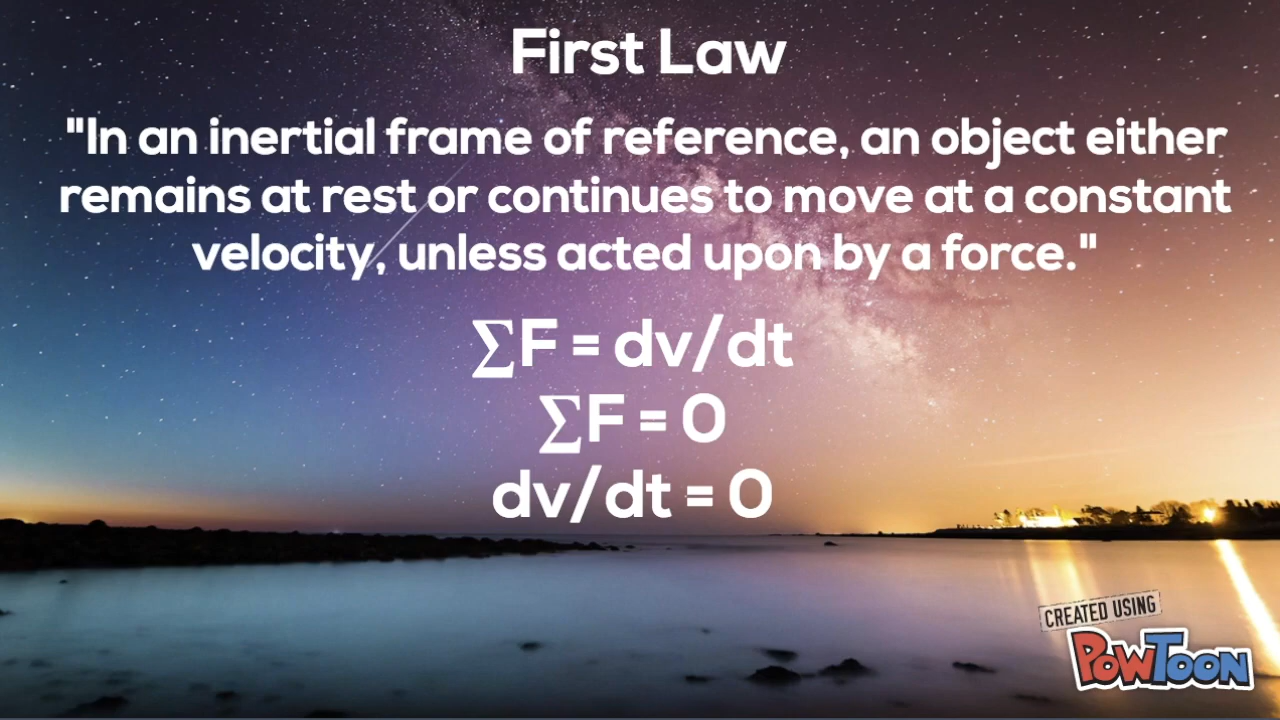 First Law
"In an inertial frame of reference, an object either
remains at rest or continues to move at a constant
velocity, unless acted upon by a force."
∑F = dv/dt
∑F = 0
dv/dt = 0
CREATED USING
POWTOON